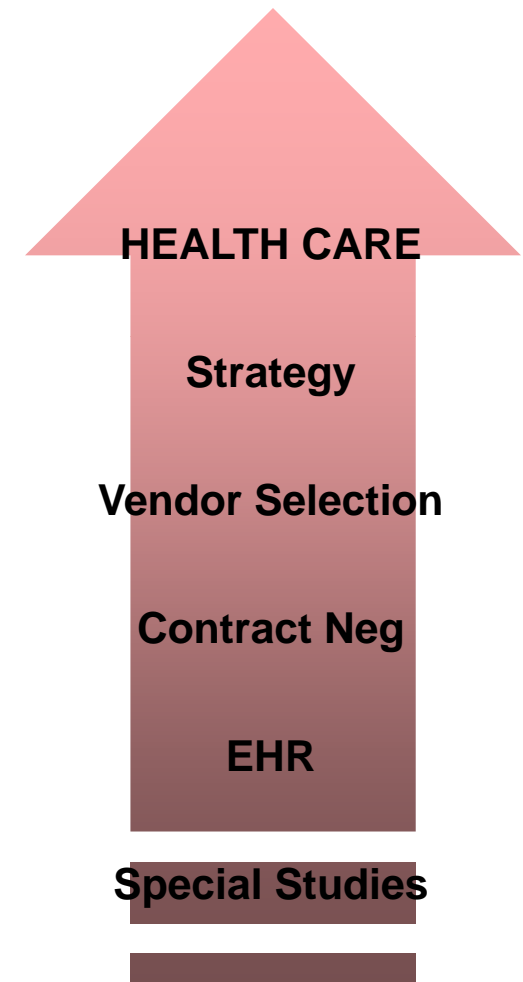 HEALTH CARE
Strategy
Vendor Selection
Contract Neg
EHR
Special Studies